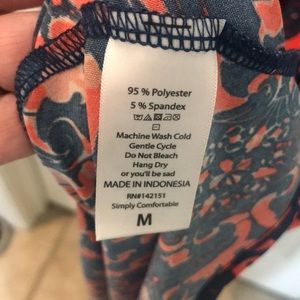 95 % Polyester
5 % Spandex
Machine Wash Cold
Gentle Cycle
Do Not Bleach
Hang Dry
or you'll be sad
MADE IN INDONESIA
RN#142151
Simply Comfortable
M